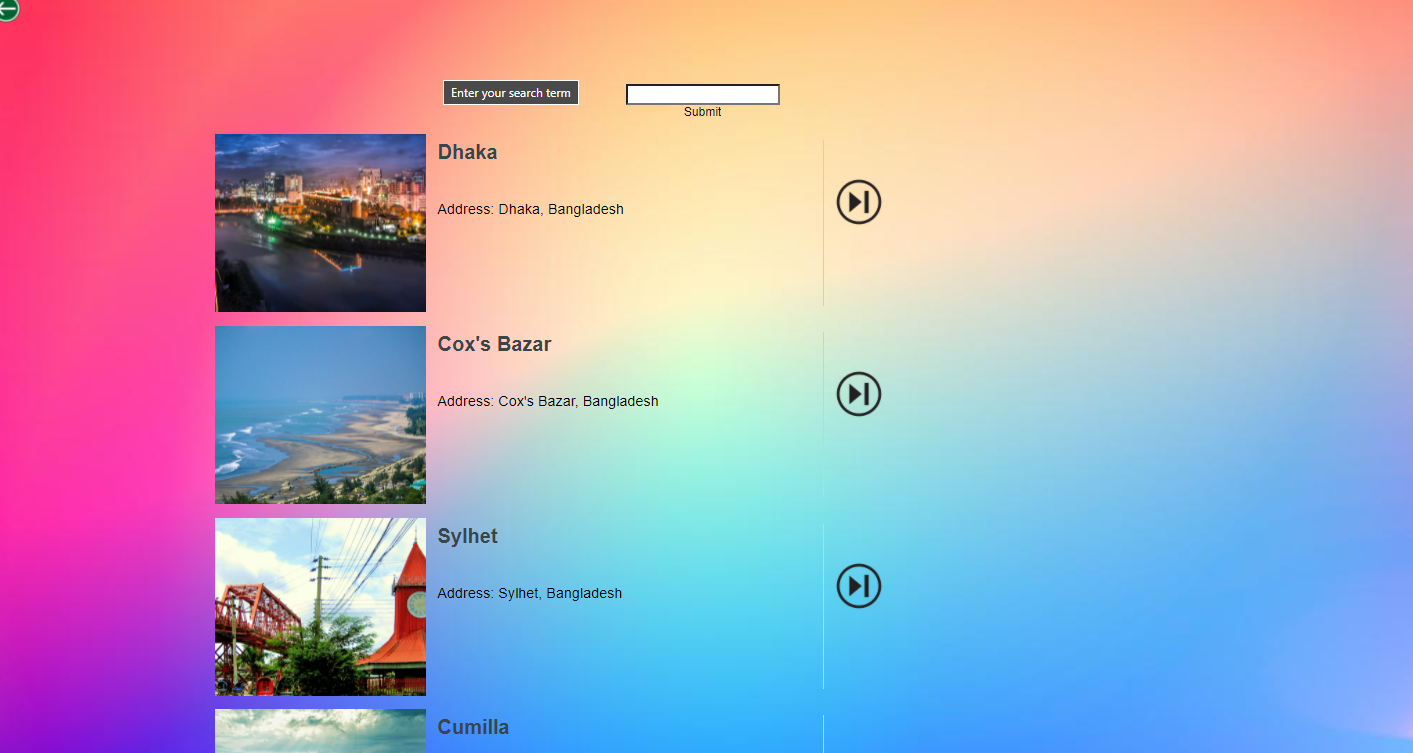 Enter your search term
Submit
Dhaka
Address: Dhaka, Bangladesh
Cox's Bazar
Address: Cox's Bazar, Bangladesh
Sylhet
Address: Sylhet, Bangladesh
Cumilla